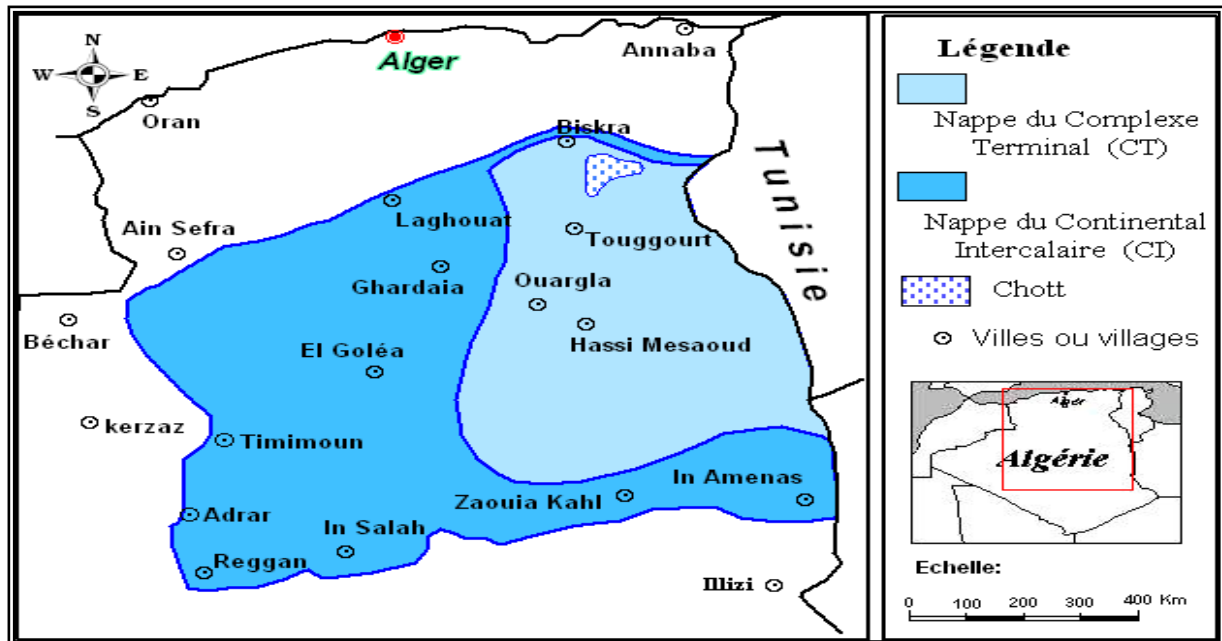 N
W E
S
Alger
Annaba
Oran
Biskra
Tunisie
Laghouat
Ain Sefra
Touggourt
Ghardaia
Ouargla
Béchar
Hassi Mesaoud
El Goléa
kerzaz
Timimoun
In Amenas
Zaouia Kahl
Adrar
In Salah
Reggan
Illizi
Légende
Nappe du Complexe
Terminal (CT)
Nappe du Continental
Intercalaire (CI)
Chott
Villes ou villages
Alger
Algérie
Echelle:
0 100 200 300 400 Km